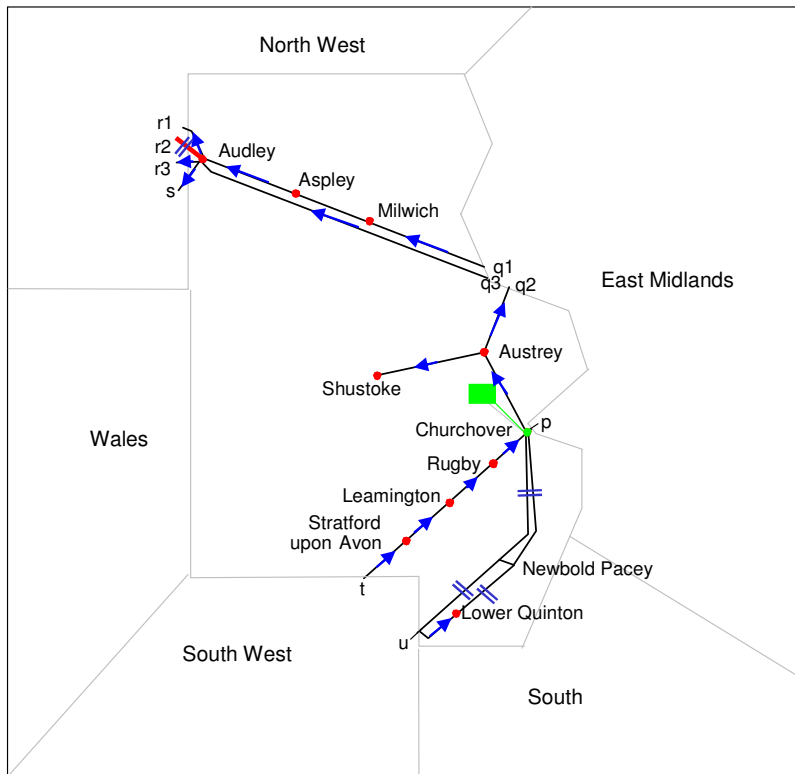 North West
r1
r2
Audley
r3
Aspley
s
Milwich
q1
q3 q2
East Midlands
Austrey
Shustoke
Churchover
p
Wales
Rugby
Leamington
Stratford
upon Avon
Newbold Pacey
t
Lower Quinton
u
South West
South